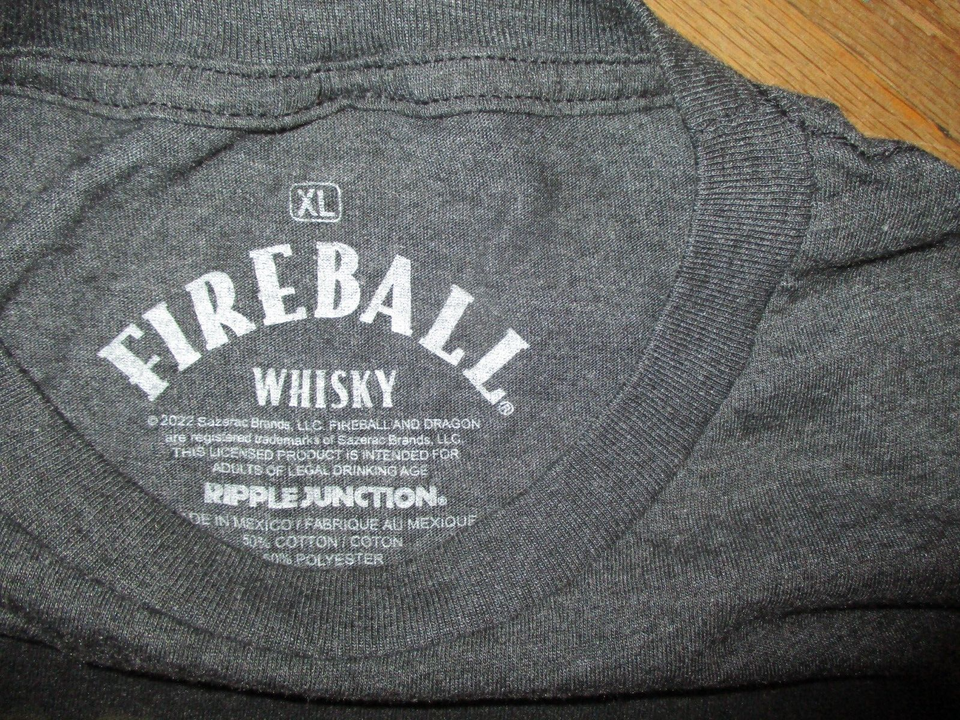 XL
FIREBALL®
WHISKY
© 2022 Sazerac Brands, LLC. FIREBALL AND DRAGON
are registered trademarks of Sazerac Brands, LLC.
THIS LICENSED PRODUCT IS INTENDED FOR
ADULTS OF LEGAL DRINKING AGE
RIPPLE JUNCTION®
DE IN MEXICO / FABRIQUE AU MEXIQUE
50% COTTON / COTON
50% POLYESTER